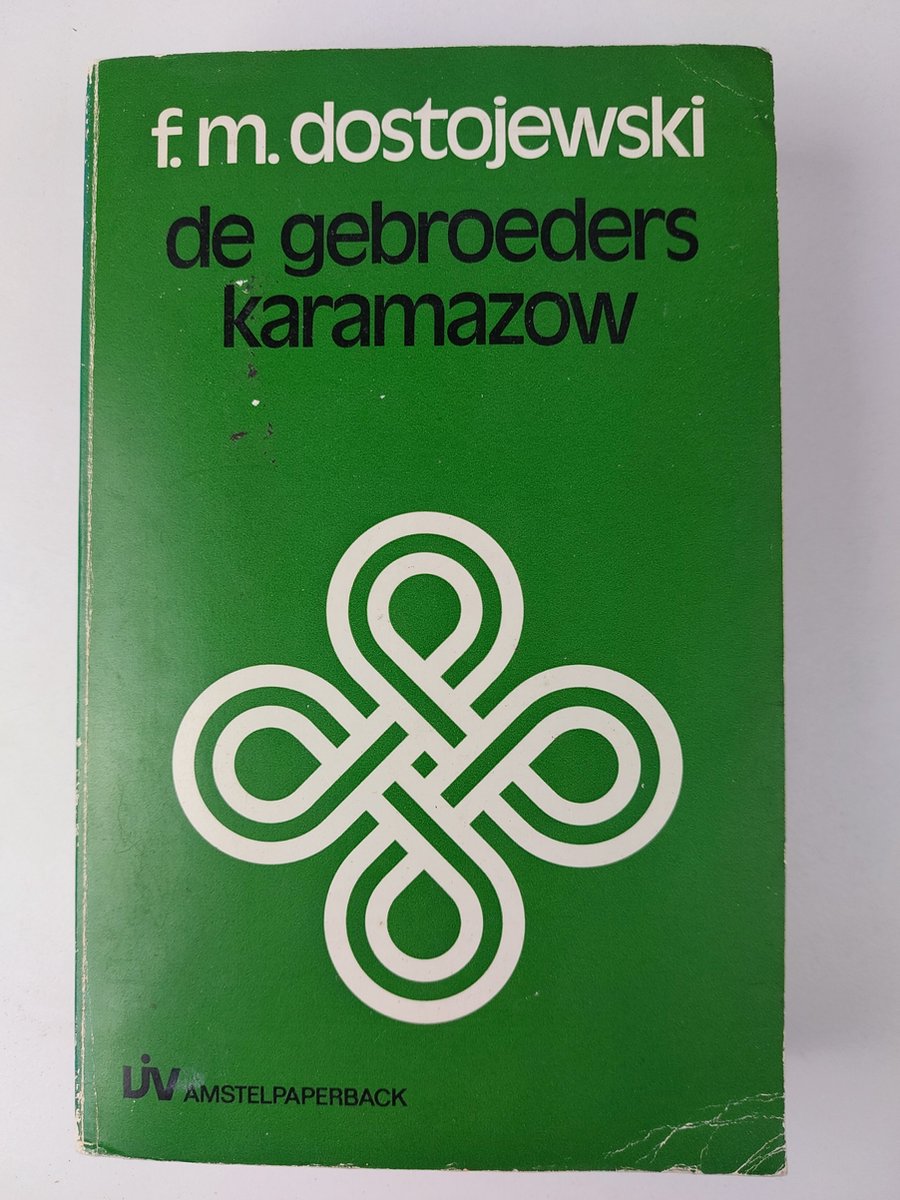 f.m. dostojewski
de gebroeders
karamazow
AMSTELPAPERBACK